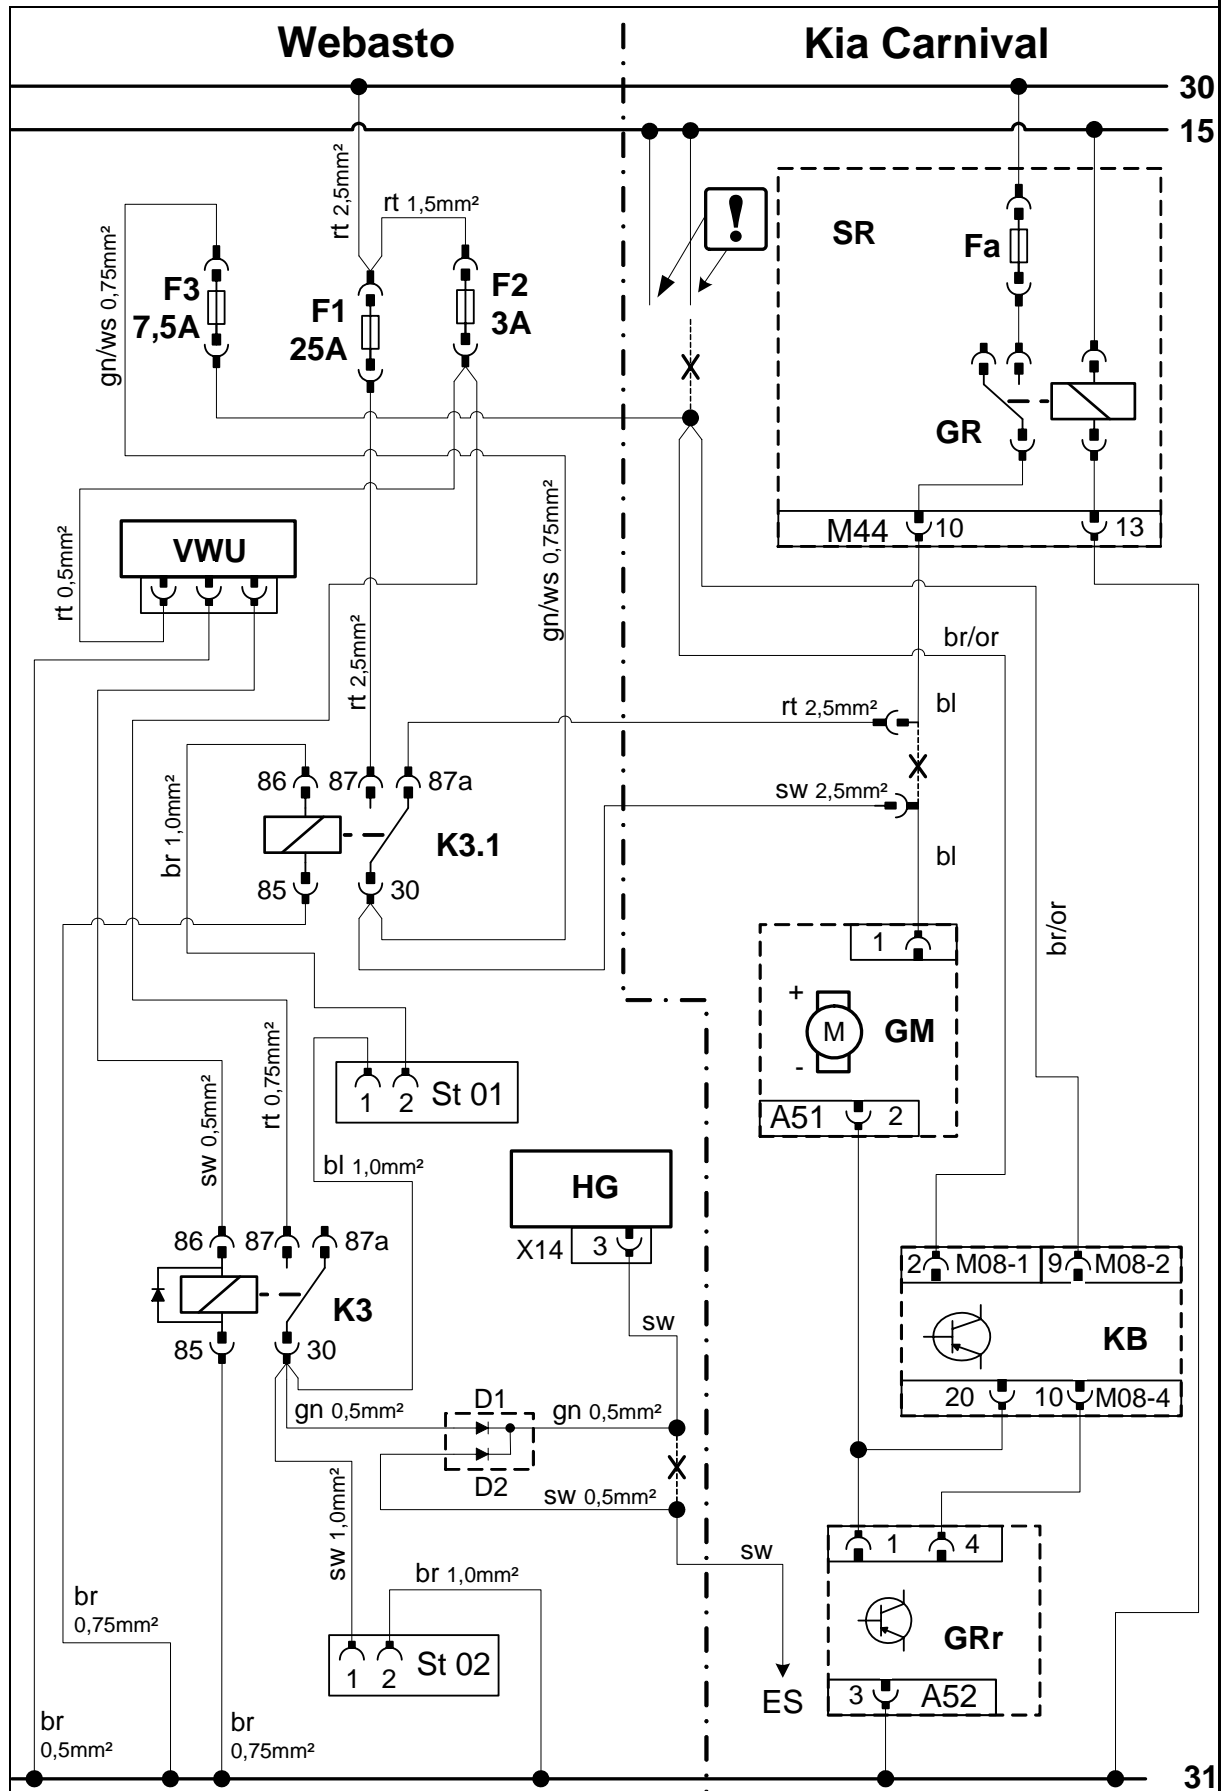 Webasto
Kia Carnival
30
15
rt 2,5mm²
rt 1,5mm²
gn/ws 0,75mm²
F3
7,5A
F1
25A
F2
3A
!
SR
Fa
GR
M44
10
13
VWU
rt 0,5mm²
gn/ws 0,75mm²
rt 2,5mm²
br/or
rt 2,5mm²
bl
86
87
87a
br 1,0mm²
sw 2,5mm²
K3.1
bl
85
30
br/or
1
+
M
GM
-
rt 0,75mm²
St 01
1
2
A51
2
sw 0,5mm²
bl 1,0mm²
HG
X14
3
86
87
87a
2
M08-1
9
M08-2
K3
KB
sw
85
30
D1
gn 0,5mm²
gn 0,5mm²
20
10
M08-4
D2
sw 0,5mm²
sw 1,0mm²
sw
1
4
br 1,0mm²
br
0,75mm²
GRr
St 02
1
2
ES
3
A52
br
0,5mm²
br
0,75mm²
31